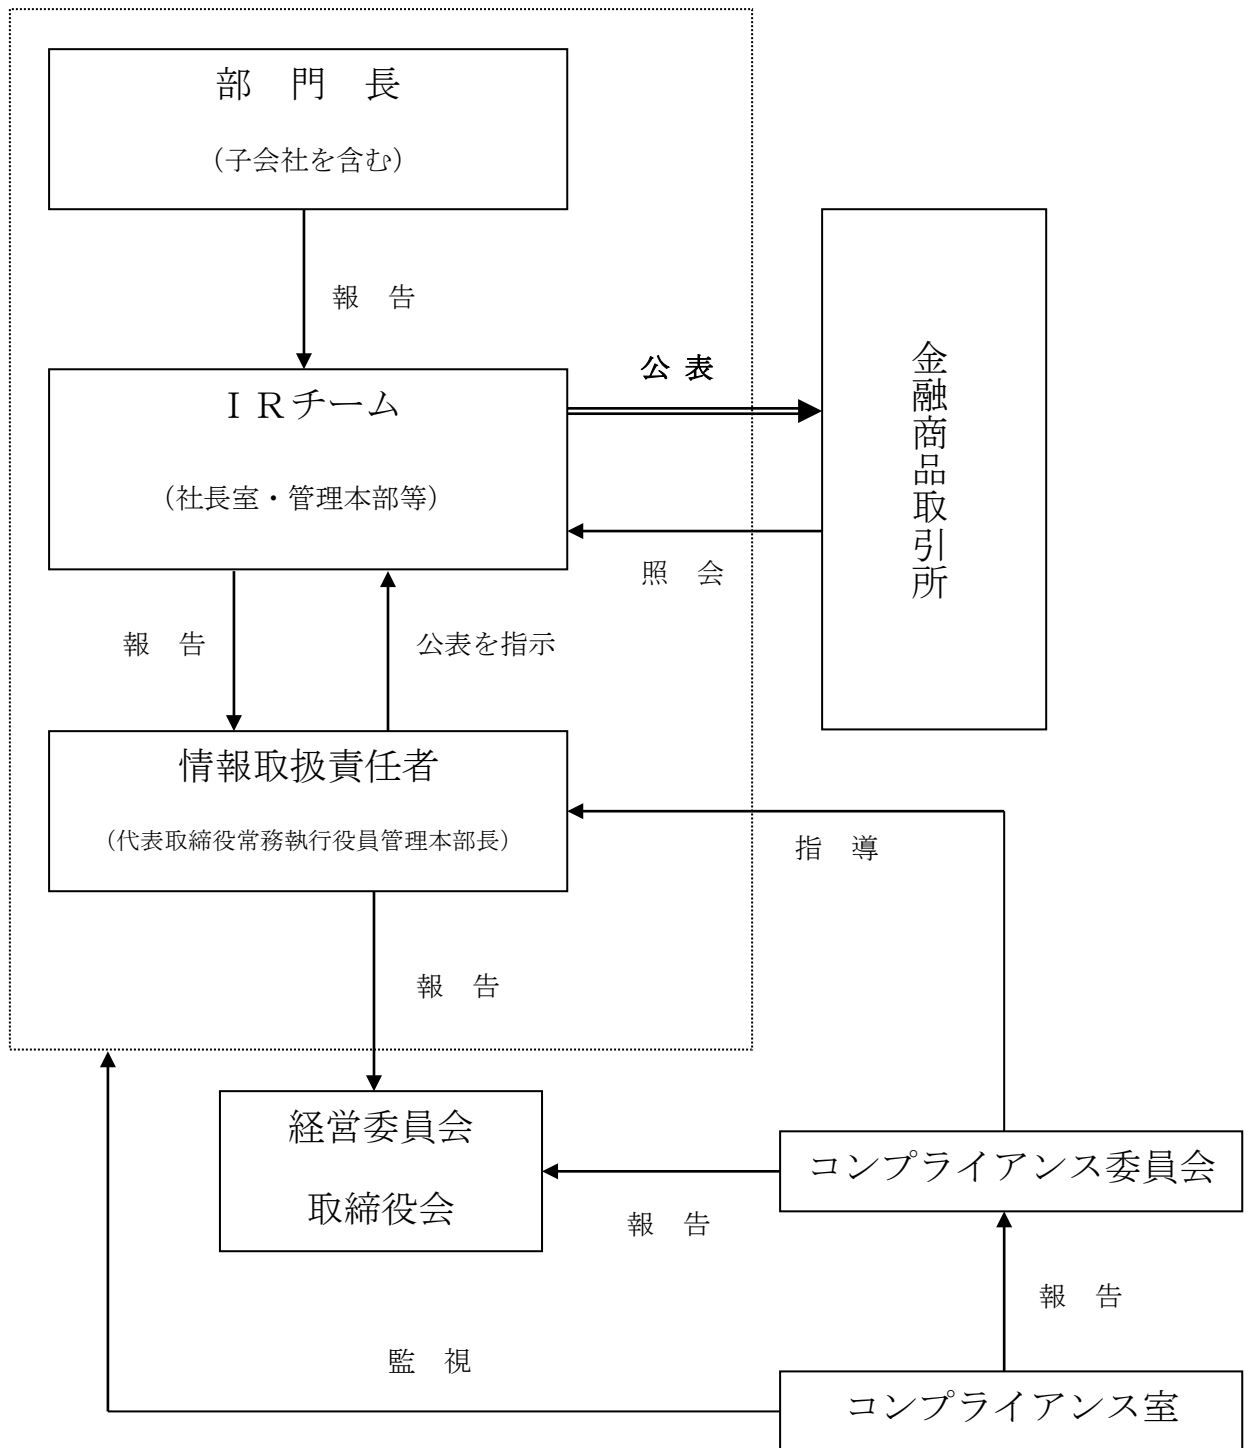 部　門　長
（子会社を含む）
報　告
公 表
ＩＲチーム
（社長室・管理本部等）
金融商品取引所
照　会
報　告
公表を指示
情報取扱責任者
（代表取締役常務執行役員管理本部長）
指　導
報　告
経営委員会
取締役会
コンプライアンス委員会
報　告
報　告
監　視
コンプライアンス室